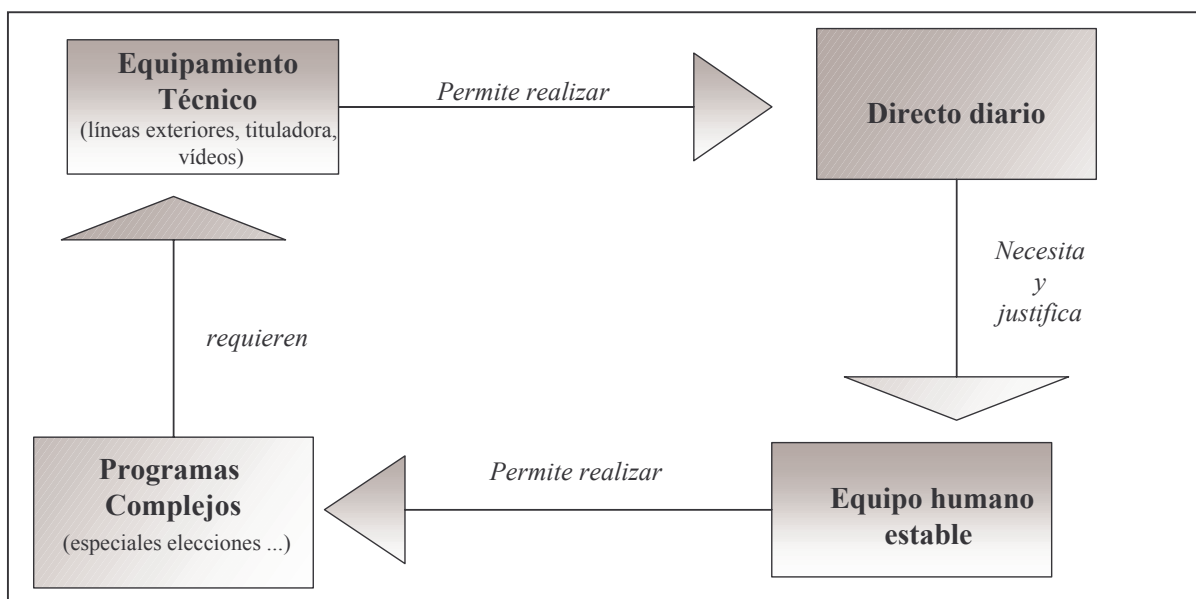 Equipamiento
Técnico
(líneas exteriores, tituladora,
vídeos)
Permite realizar
Directo diario
Necesita
y
justifica
requieren
Programas
Complejos
(especiales elecciones ...)
Permite realizar
Equipo humano
estable